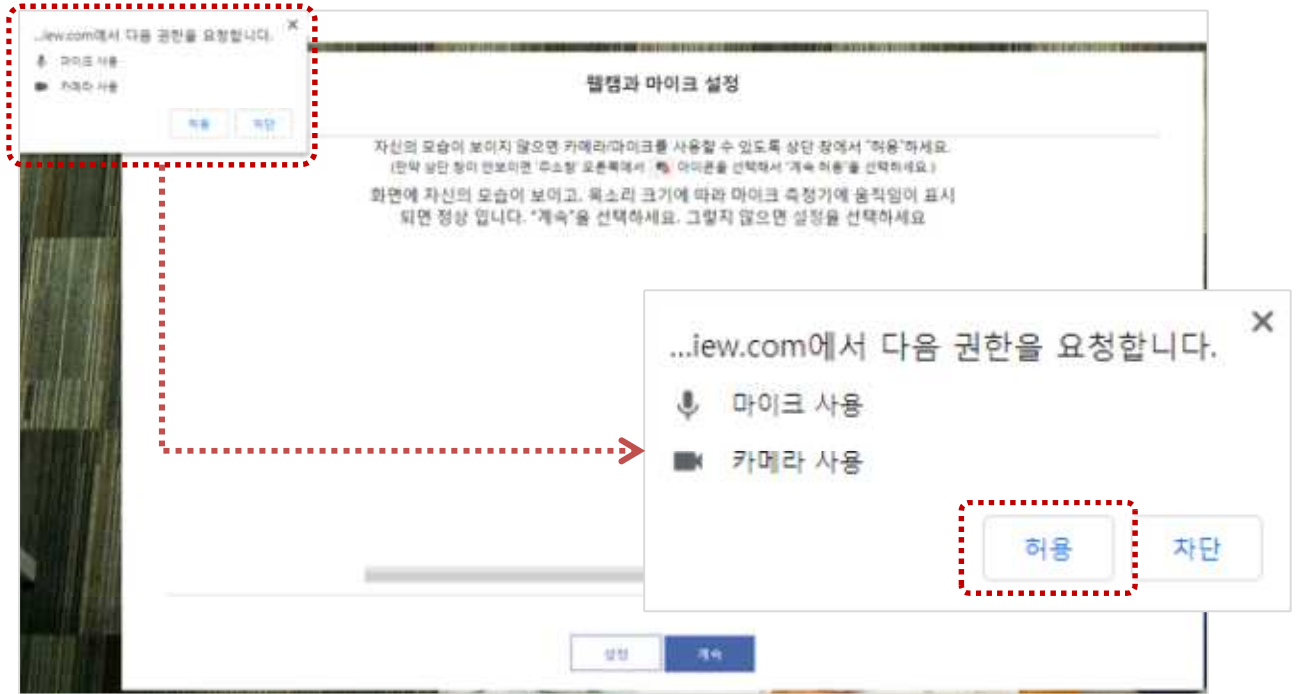 ...iew.com에서 다음 권한을 요청합니다. ×
마이크 사용
카메라 사용
허용 차단
웹캠과 마이크 설정
자신의 모습이 보이지 않으면 카메라/마이크를 사용할 수 있도록 상단 창에서 "허용"하세요.
(만약 상단 창이 안보이면 '주소창' 오른쪽에서 아이콘을 선택해서 "계속 허용"을 선택하세요.)
화면에 자신의 모습이 보이고, 목소리 크기에 따라 마이크 측정기에 움직임이 표시
되면 정상 입니다. "계속"을 선택하세요. 그렇지 않으면 설정을 선택하세요
...iew.com에서 다음 권한을 요청합니다. ×
마이크 사용
카메라 사용
허용 차단
설정 계속